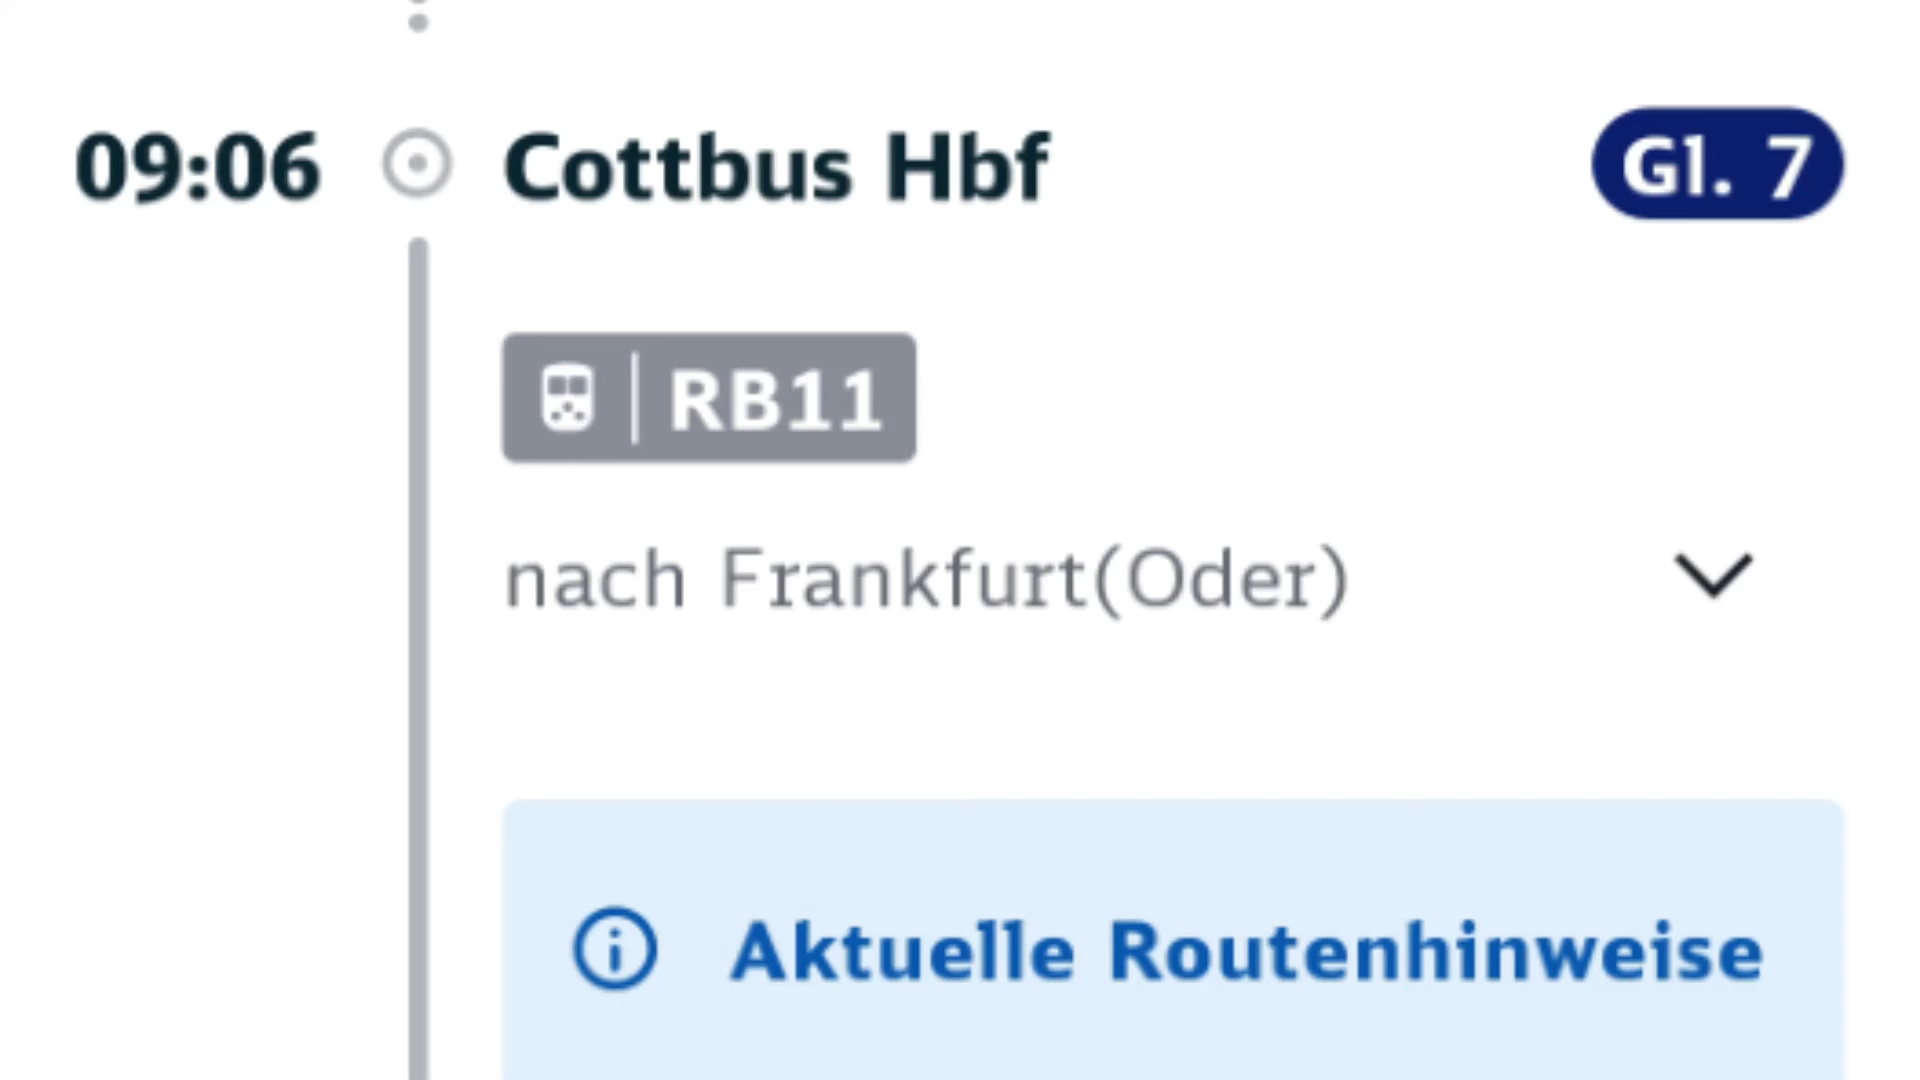 09:06 Cottbus Hbf Gl. 7
RB11
nach Frankfurt(Oder)
Aktuelle Routenhinweise